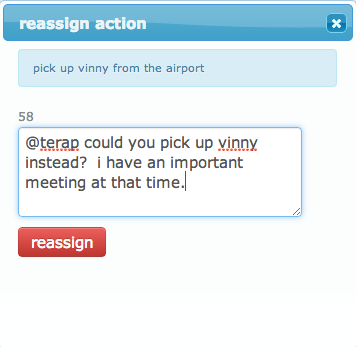 reassign action
pick up vinny from the airport
58
@terap could you pick up vinny
instead?  i have an important
meeting at that time.
reassign